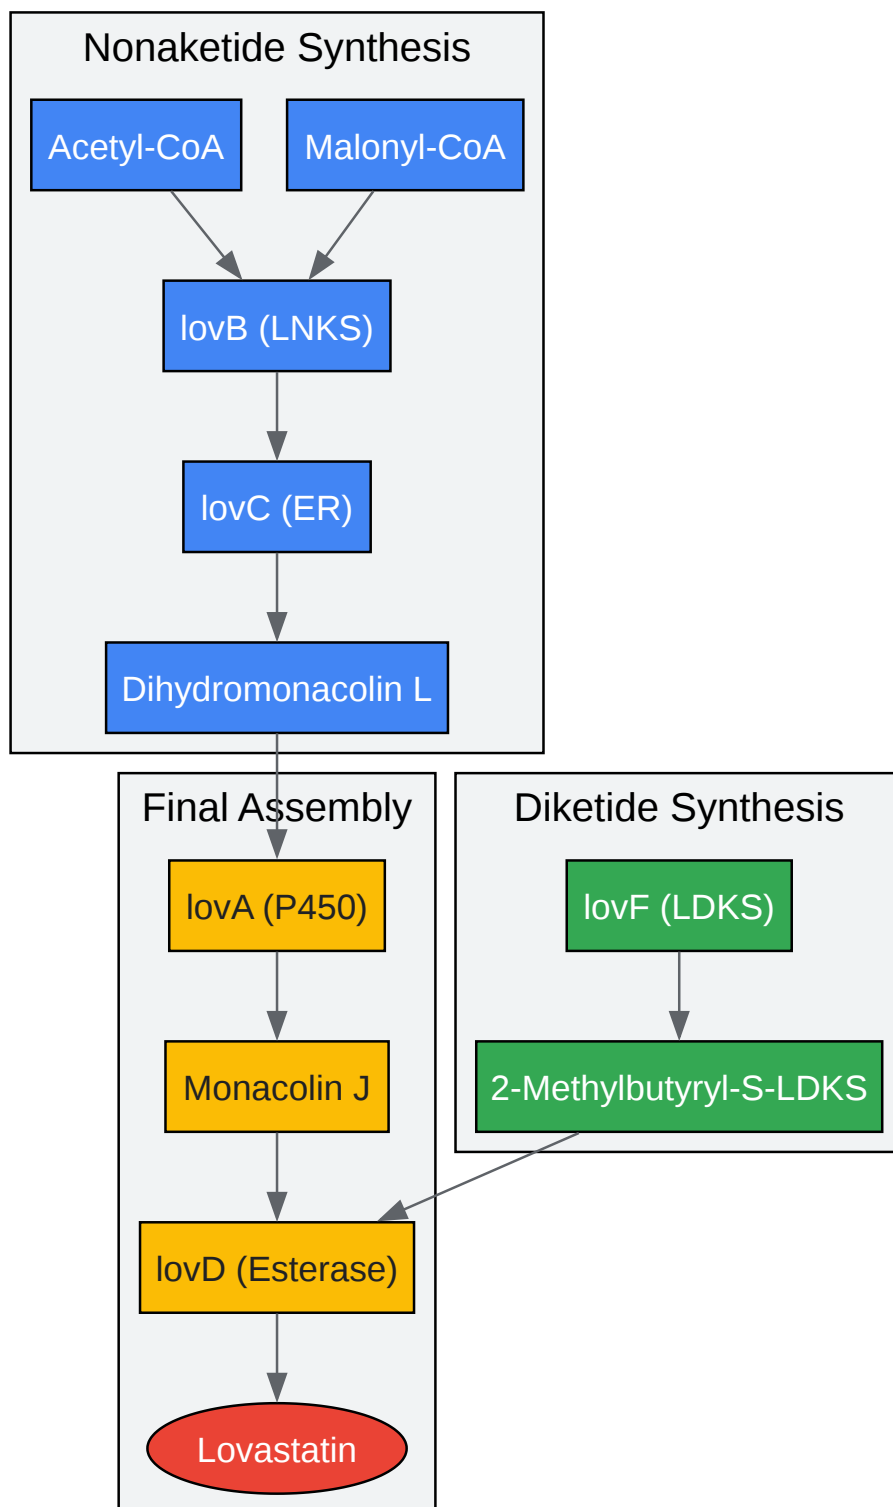 Nonaketide Synthesis
Acetyl-CoA
Malonyl-CoA
lovB (LNKS)
lovC (ER)
Dihydromonacolin L
Final Assembly
lovA (P450)
Monacolin J
lovD (Esterase)
Lovastatin
Diketide Synthesis
lovF (LDKS)
2-Methylbutyryl-S-LDKS